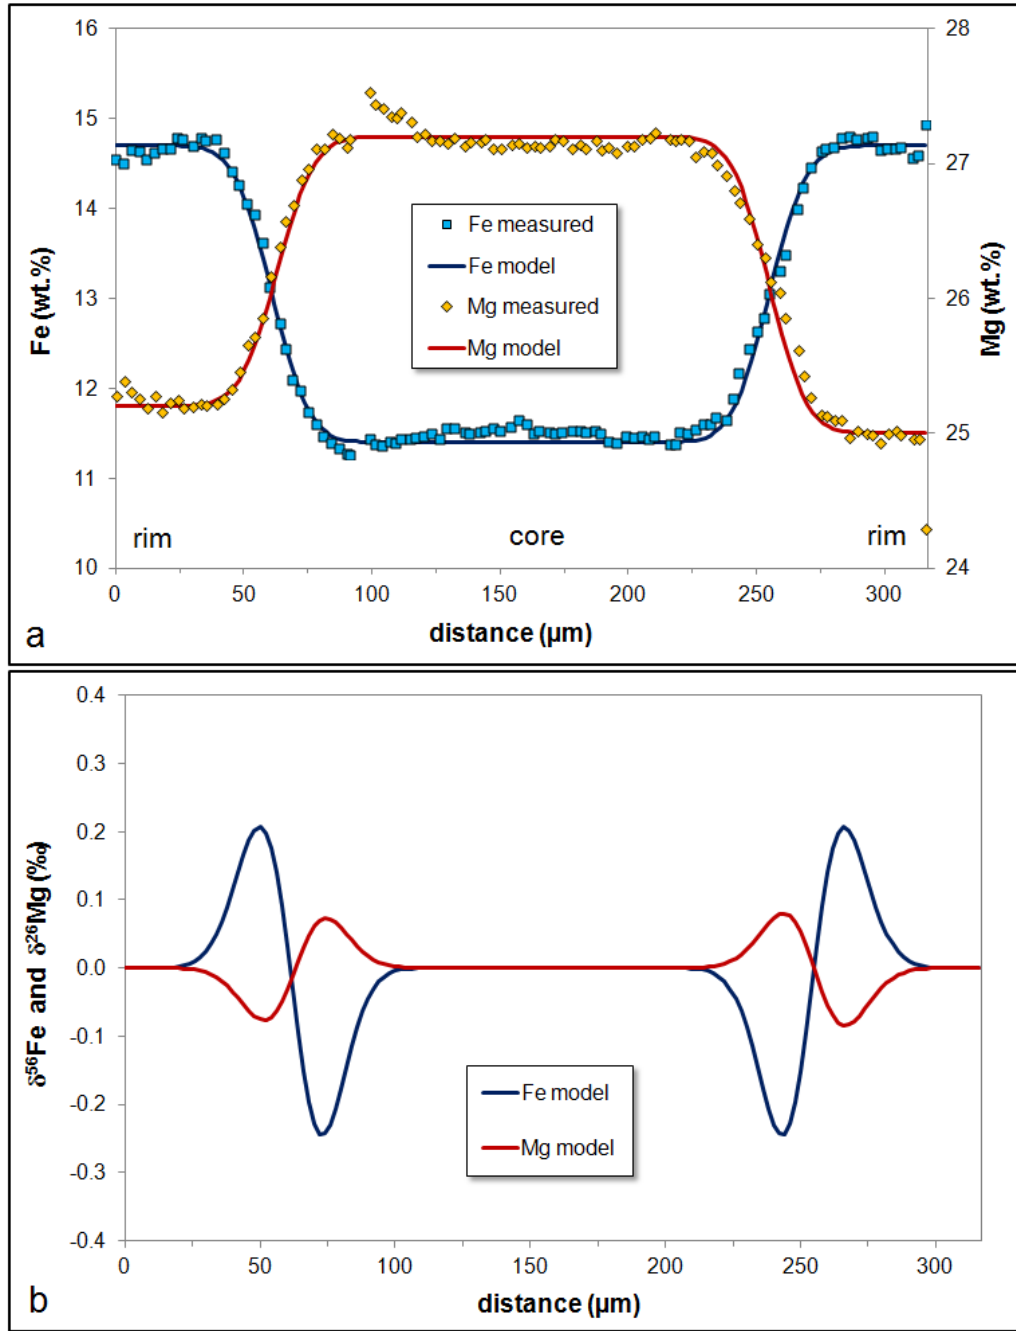 16
15
14
13
12
11
10
Fe (wt.%)
28
27
26
25
24
Mg (wt.%)
Fe measured
Fe model
Mg measured
Mg model
rim
core
rim
0
50
100
150
200
250
300
distance (µm)
a
0.4
0.3
0.2
0.1
0.0
-0.1
-0.2
-0.3
-0.4
δ⁵⁶Fe and δ²⁶Mg (‰)
Fe model
Mg model
0
50
100
150
200
250
300
distance (µm)
b